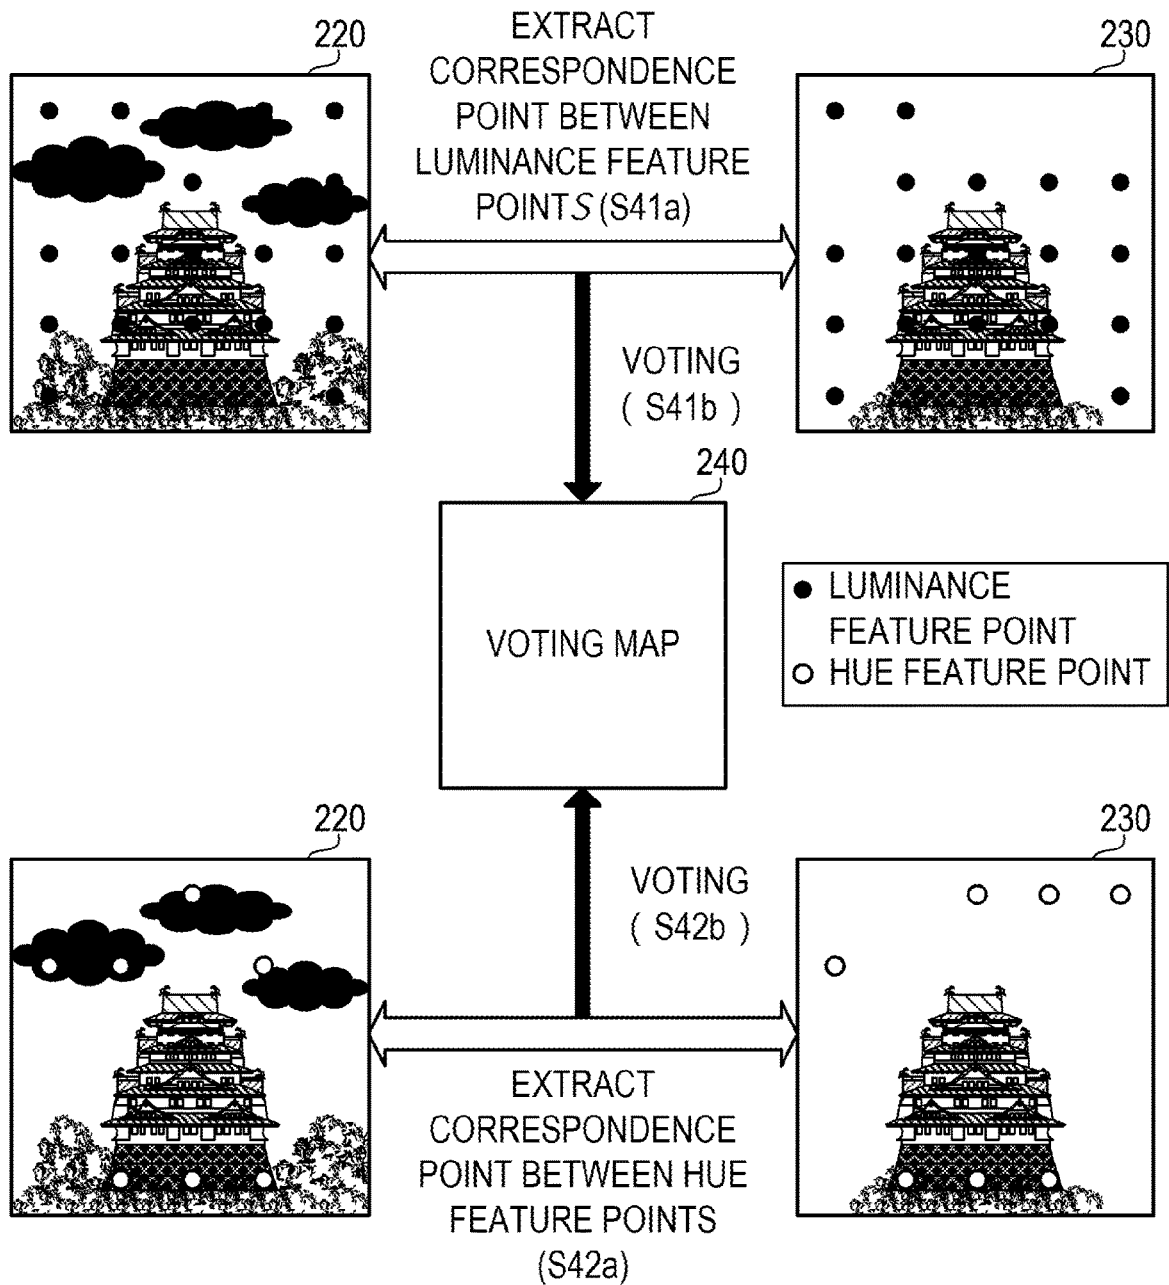 220
EXTRACT
CORRESPONDENCE
POINT BETWEEN
LUMINANCE FEATURE
POINTS (S41a)
230
VOTING
( S41b )
240
VOTING MAP
LUMINANCE
FEATURE POINT
HUE FEATURE POINT
220
VOTING
( S42b )
230
EXTRACT
CORRESPONDENCE
POINT BETWEEN HUE
FEATURE POINTS
(S42a)